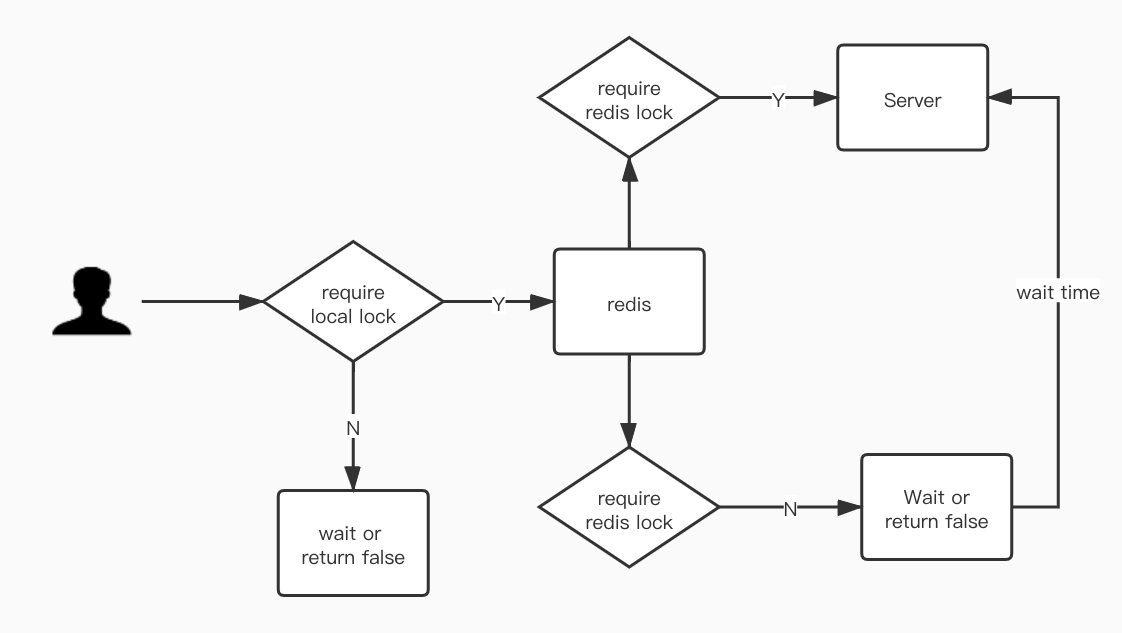 require
redis lock
Y
Server
require
local lock
Y
redis
wait time
N
wait or
return false
require
redis lock
N
Wait or
return false